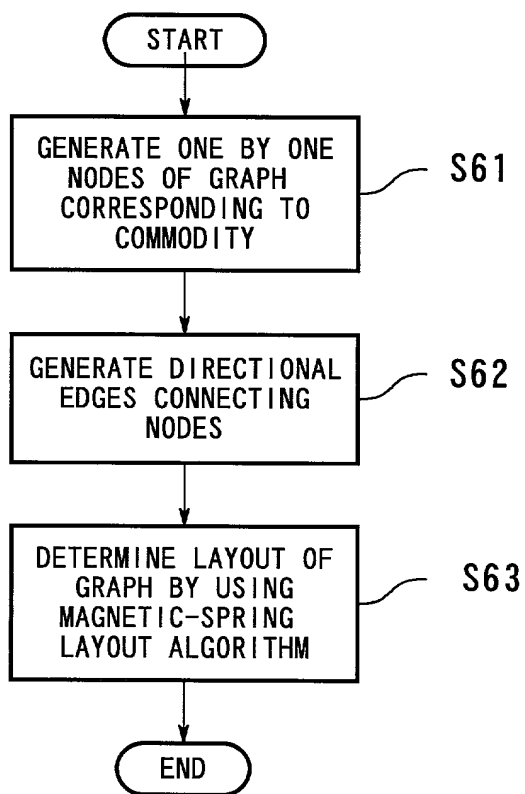 START
GENERATE ONE BY ONE
NODES OF GRAPH
CORRESPONDING TO
COMMODITY
S61
GENERATE DIRECTIONAL
EDGES CONNECTING
NODES
S62
DETERMINE LAYOUT OF
GRAPH BY USING
MAGNETIC-SPRING
LAYOUT ALGORITHM
S63
END